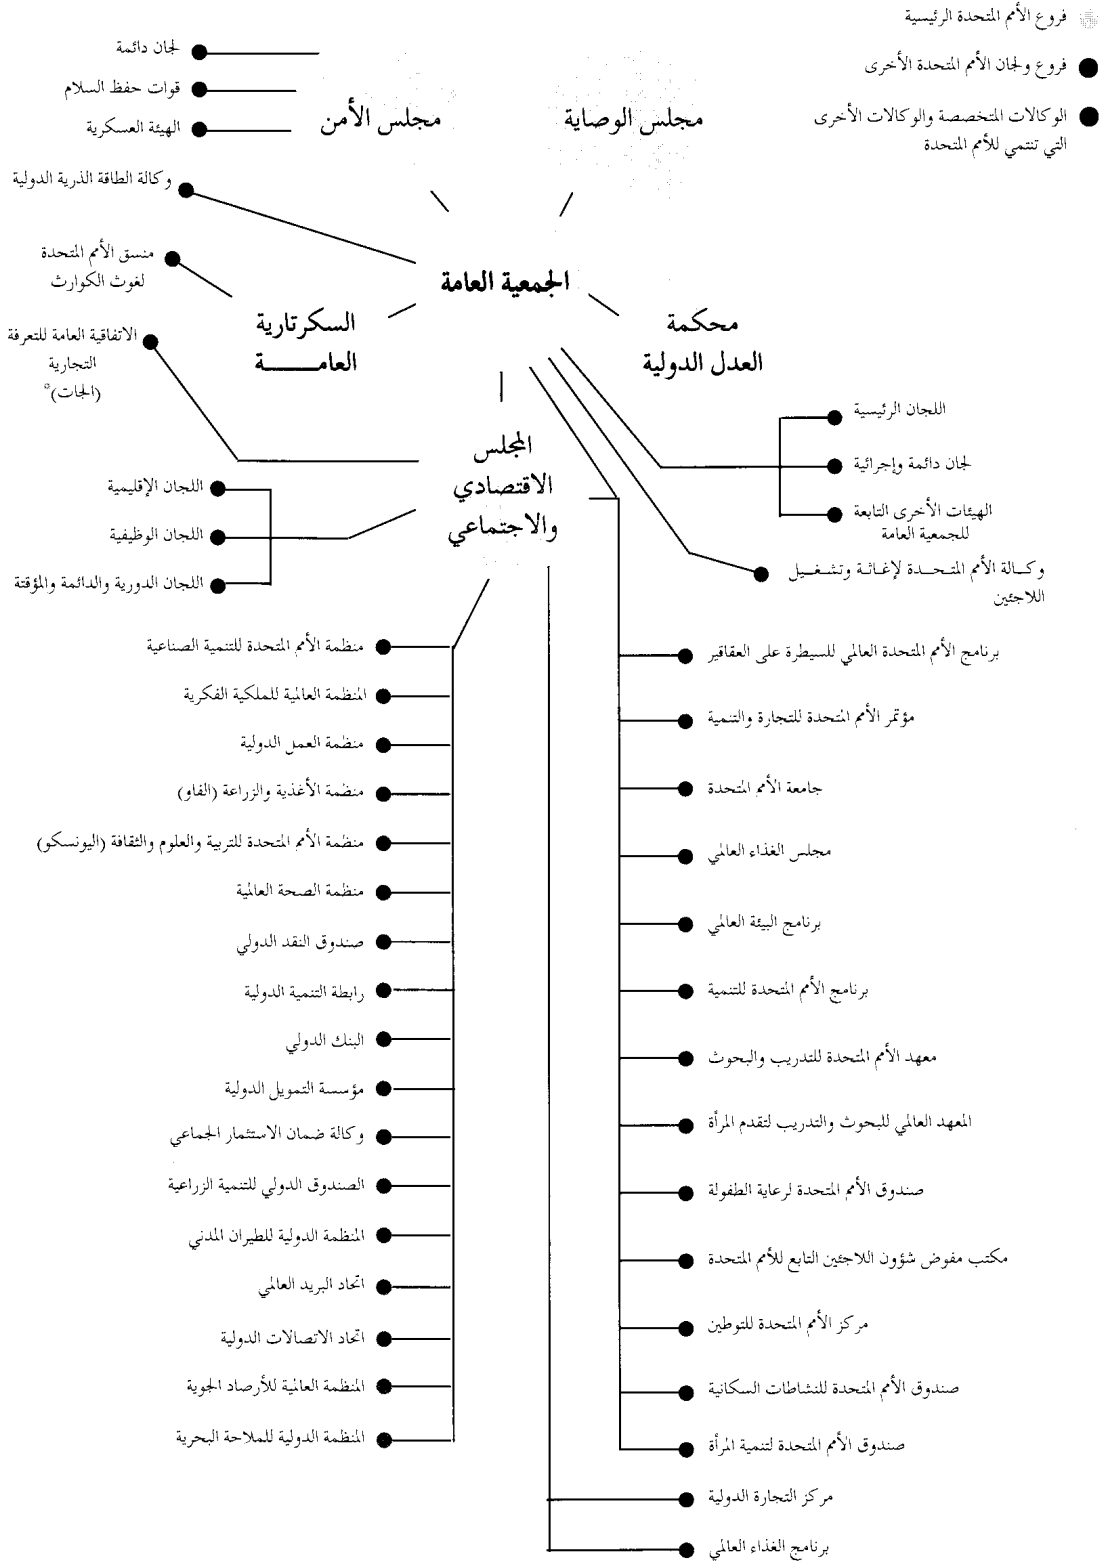 فروع الأمم المتحدة الرئيسية
فروع ولجان الأمم المتحدة الأخرى
الوكالات المتخصصة والوكالات الأخرى
التي تنتمي للأمم المتحدة
لجان دائمة
قوات حفظ السلام
الهيئة العسكرية
مجلس الأمن
مجلس الوصاية
وكالة الطاقة الذرية الدولية
منسق الأمم المتحدة
لغوث الكوارث
الجمعية العامة
السكرتارية
العامــــــة
محكمة
العدل الدولية
الاتفاقية العامة للتعرفة
التجارية
(الجات)*
المجلس
الاقتصادي
والاجتماعي
اللجان الرئيسية
لجان دائمة وإجرائية
الهيئات الأخرى التابعة
للجمعية العامة
وكـالة الأمم المتـحـدة لإغـاثـة وتـشـغـيـل
اللاجئين
اللجان الإقليمية
اللجان الوظيفية
اللجان الدورية والدائمة والمؤقتة
برنامج الأمم المتحدة العالمي للسيطرة على العقاقير
مؤتمر الأمم المتحدة للتجارة والتنمية
جامعة الأمم المتحدة
مجلس الغذاء العالمي
برنامج البيئة العالمي
برنامج الأمم المتحدة للتنمية
معهد الأمم المتحدة للتدريب والبحوث
المعهد العالمي للبحوث والتدريب لتقدم المرأة
صندوق الأمم المتحدة لرعاية الطفولة
مكتب مفوض شؤون اللاجئين التابع للأمم المتحدة
مركز الأمم المتحدة للتوطين
صندوق الأمم المتحدة للنشاطات السكانية
صندوق الأمم المتحدة لتنمية المرأة
مركز التجارة الدولية
برنامج الغذاء العالمي
منظمة الأمم المتحدة للتنمية الصناعية
المنظمة العالمية للملكية الفكرية
منظمة العمل الدولية
منظمة الأغذية والزراعة (الفاو)
منظمة الأمم المتحدة للتربية والعلوم والثقافة (اليونسكو)
منظمة الصحة العالمية
صندوق النقد الدولي
رابطة التنمية الدولية
البنك الدولي
مؤسسة التمويل الدولية
وكالة ضمان الاستثمار الجماعي
الصندوق الدولي للتنمية الزراعية
المنظمة الدولية للطيران المدني
اتحاد البريد العالمي
اتحاد الاتصالات الدولية
المنظمة العالمية للأرصاد الجوية
المنظمة الدولية للملاحة البحرية